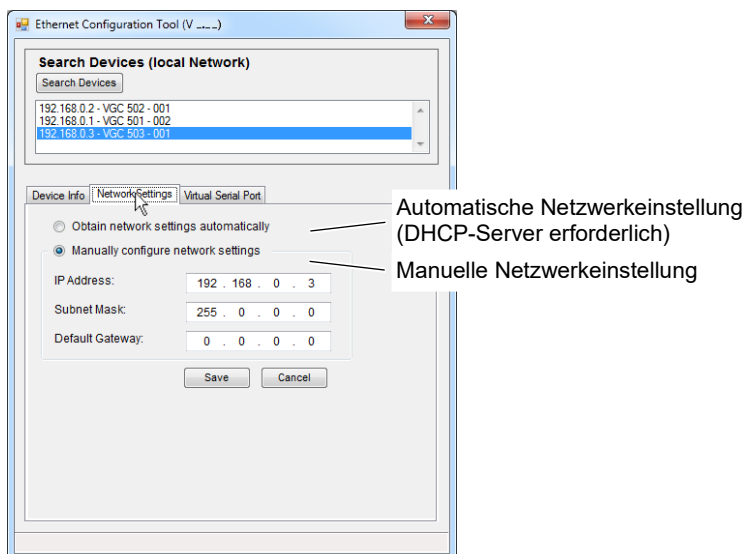 Ethernet Configuration Tool (V _._ _)
Search Devices (local Network)
Search Devices
192.168.0.2 - VGC 502 - 001
192.168.0.1 - VGC 501 - 002
192.168.0.3 - VGC 503 - 001
Device Info Network Settings Virtual Serial Port
Obtain network settings automatically
Automatische Netzwerkeinstellung
(DHCP-Server erforderlich)
Manually configure network settings
Manuelle Netzwerkeinstellung
IP Address: 192 . 168 . 0 . 3
Subnet Mask: 255 . 0 . 0 . 0
Default Gateway: 0 . 0 . 0 . 0
Save Cancel